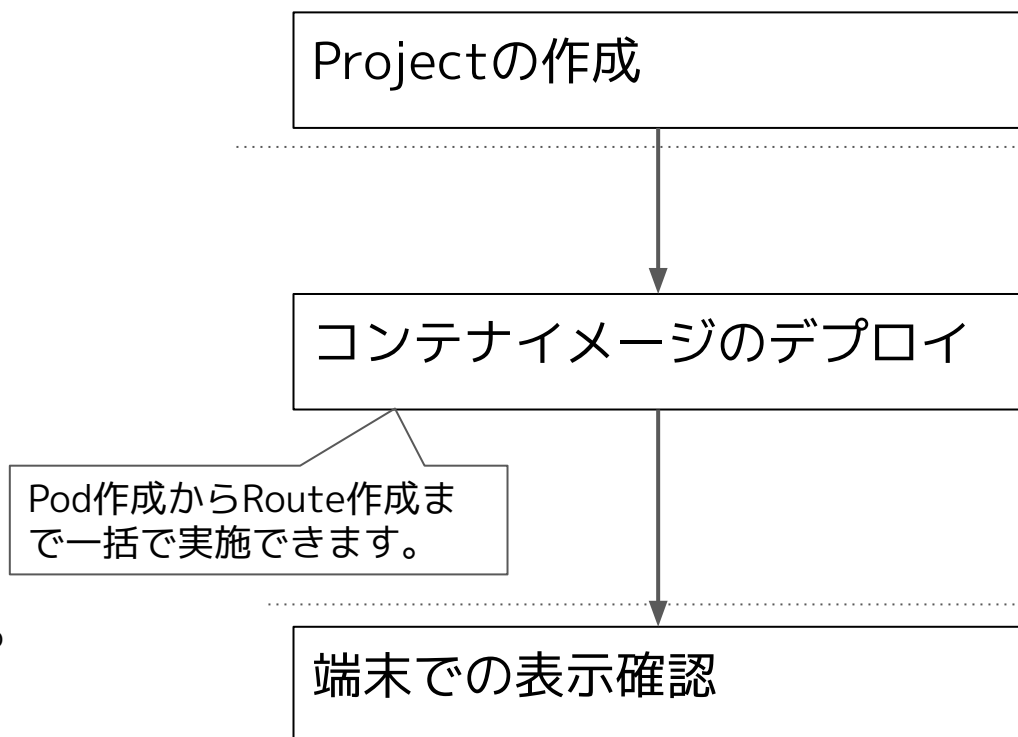 Projectの作成
コンテナイメージのデプロイ
Pod作成からRoute作成ま
で一括で実施できます。
端末での表示確認